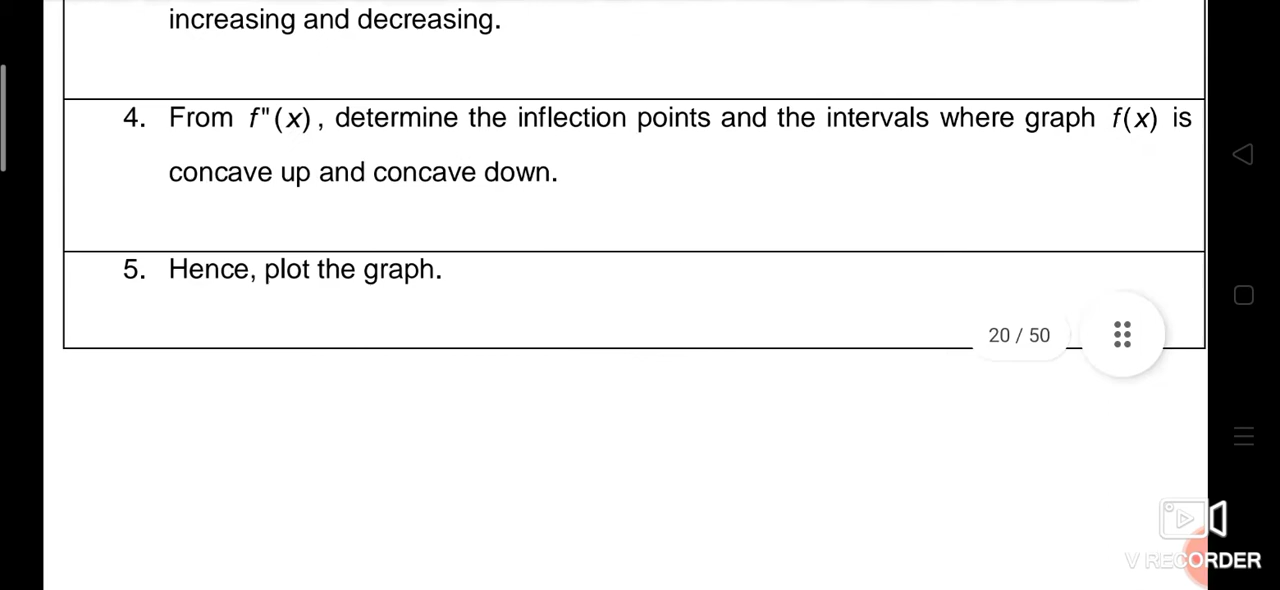 increasing and decreasing.
4. From f"(x), determine the inflection points and the intervals where graph f(x) is
concave up and concave down.
5. Hence, plot the graph.
20 / 50
V RECORDER